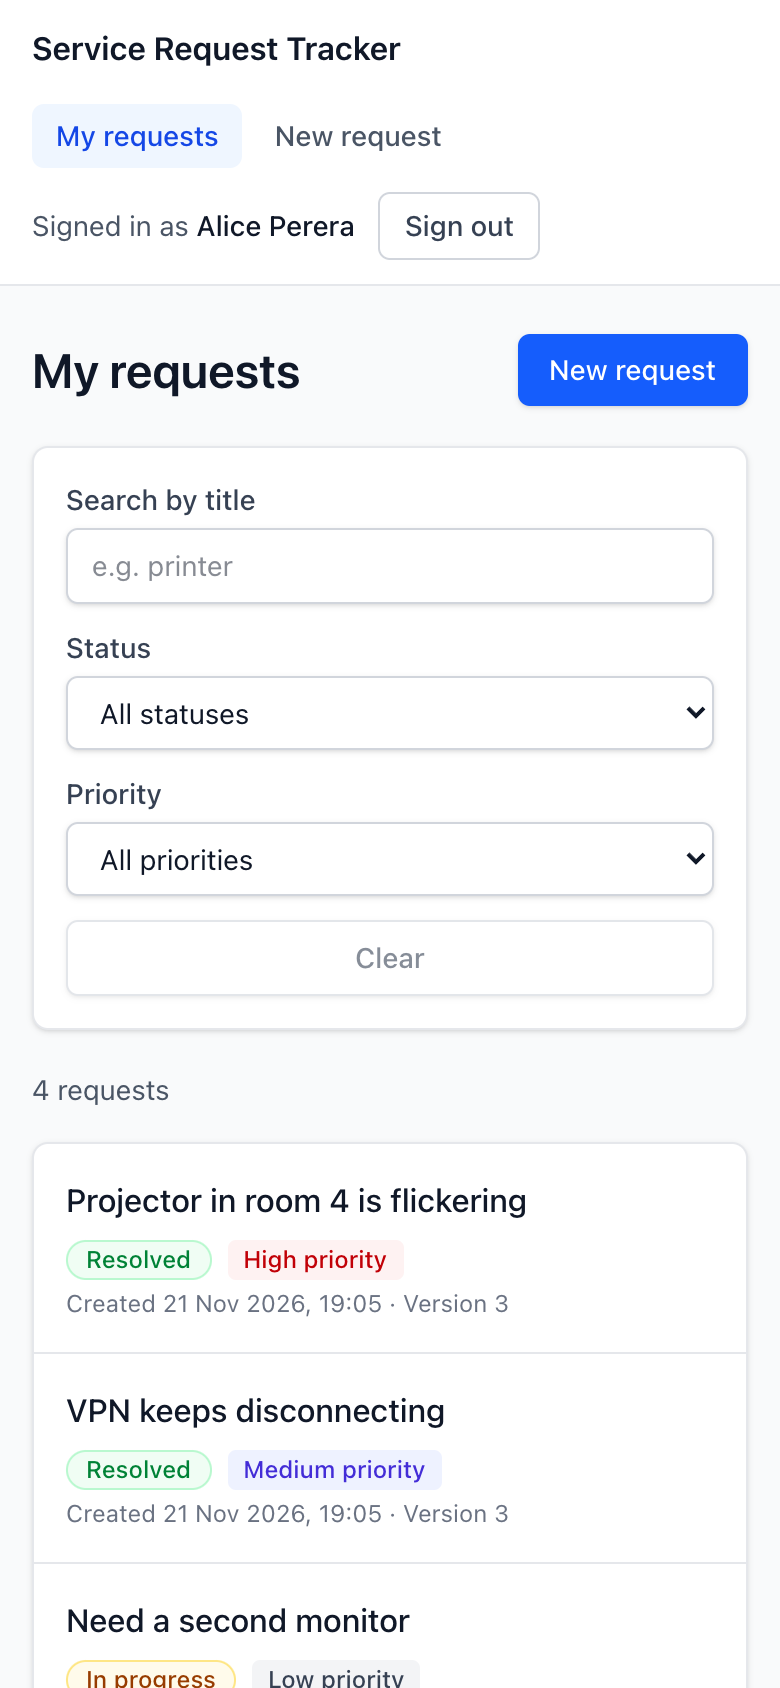 Service Request Tracker
My requests New request
Signed in as Alice Perera Sign out
My requests New request
Search by title
e.g. printer
Status
All statuses
Priority
All priorities
Clear
4 requests
Projector in room 4 is flickering
Resolved High priority
Created 21 Nov 2026, 19:05 · Version 3
VPN keeps disconnecting
Resolved Medium priority
Created 21 Nov 2026, 19:05 · Version 3
Need a second monitor
In progress Low priority